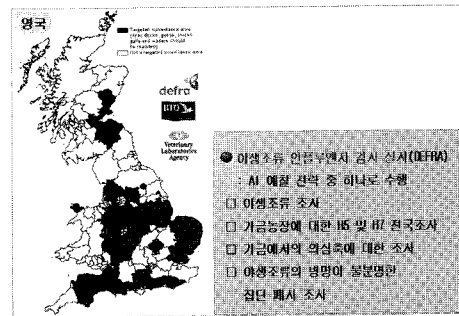 영국
Targeted surveillance area
defra
BTO
Veterinary
Laboratories
Agency
야생조류 인플루엔자 검사 실시(DEFRA)
: AI 예찰 전략 중 하나로 수행
□ 야생조류 조사
□ 가금농장에 대한 H5 및 H7 전국조사
□ 가금에서의 의심축에 대한 조사
□ 야생조류의 병명이 불분명한
집단 폐사 조사